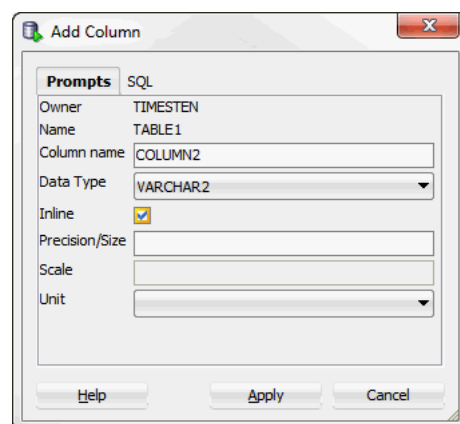 Add Column
Prompts SQL
Owner TIMESTEN
Name TABLE1
Column name COLUMN2
Data Type VARCHAR2
Inline
Precision/Size
Scale
Unit
Help Apply Cancel